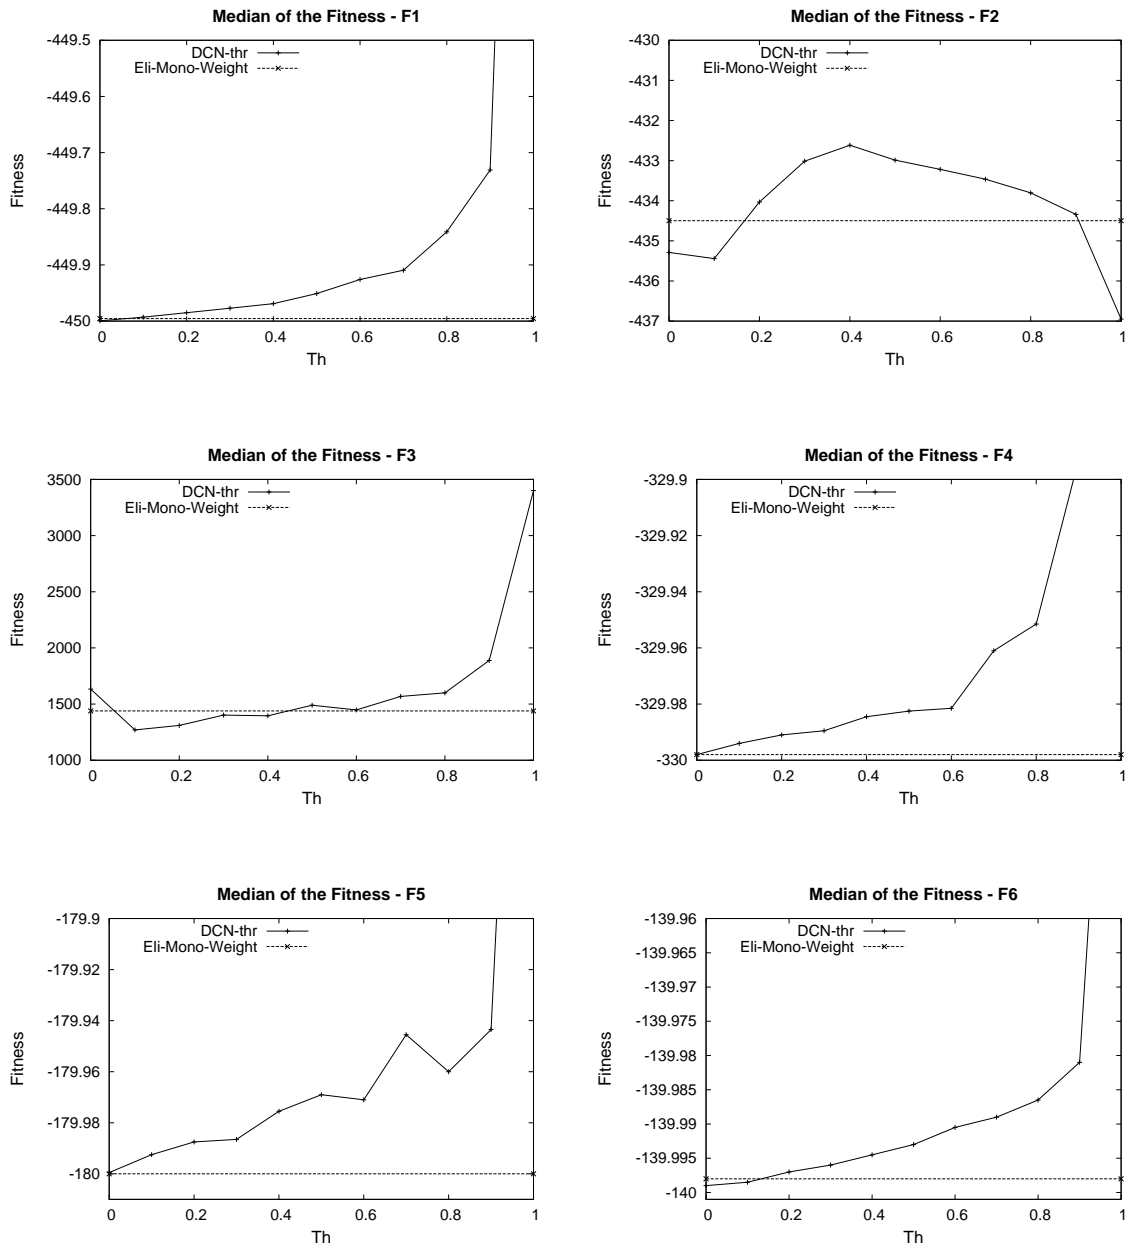 Median of the Fitness - F1
-449.5
-449.6
-449.7
-449.8
-449.9
-450
Fitness
DCN-thr
Eli-Mono-Weight
0 0.2 0.4 0.6 0.8 1
Th
Median of the Fitness - F2
-430
-431
-432
-433
-434
-435
-436
-437
Fitness
DCN-thr
Eli-Mono-Weight
0 0.2 0.4 0.6 0.8 1
Th
Median of the Fitness - F3
3500
3000
2500
2000
1500
1000
Fitness
DCN-thr
Eli-Mono-Weight
0 0.2 0.4 0.6 0.8 1
Th
Median of the Fitness - F4
-329.9
-329.92
-329.94
-329.96
-329.98
-330
Fitness
DCN-thr
Eli-Mono-Weight
0 0.2 0.4 0.6 0.8 1
Th
Median of the Fitness - F5
-179.9
-179.92
-179.94
-179.96
-179.98
-180
Fitness
DCN-thr
Eli-Mono-Weight
0 0.2 0.4 0.6 0.8 1
Th
Median of the Fitness - F6
-139.96
-139.965
-139.97
-139.975
-139.98
-139.985
-139.99
-139.995
-140
Fitness
DCN-thr
Eli-Mono-Weight
0 0.2 0.4 0.6 0.8 1
Th